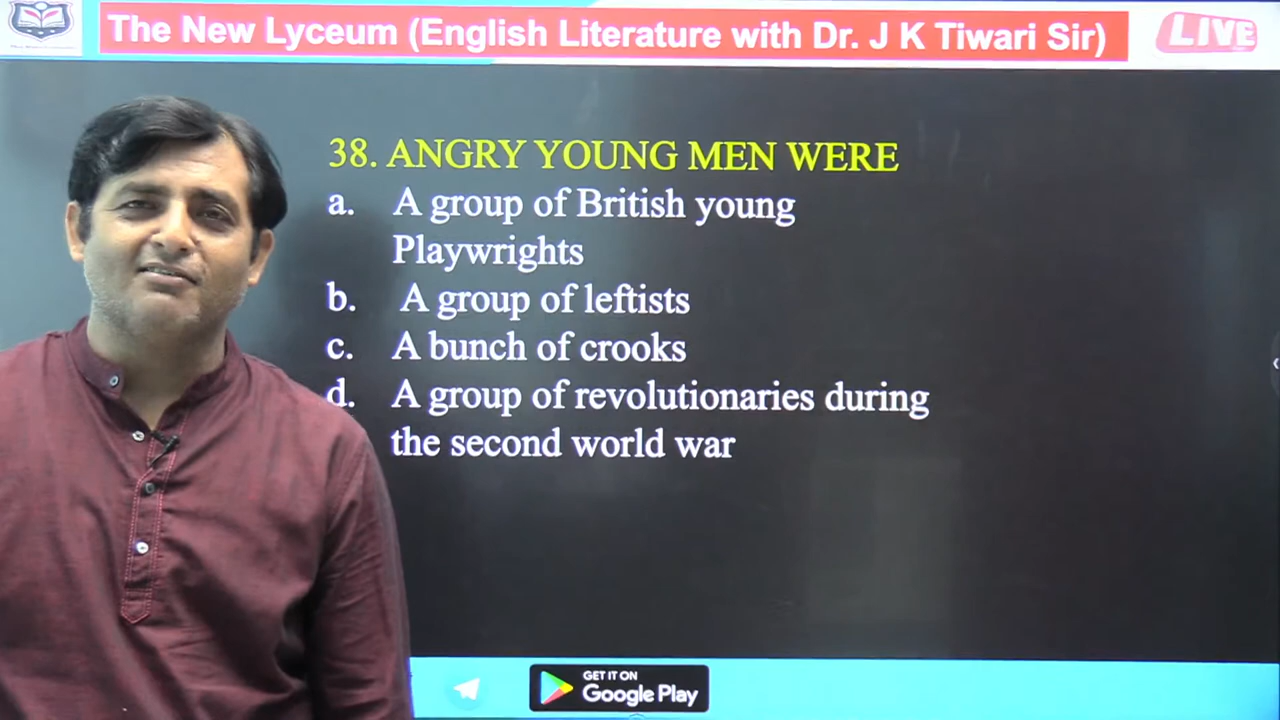 The New Lyceum (English Literature with Dr. J K Tiwari Sir)
LIVE
38. ANGRY YOUNG MEN WERE
a. A group of British young
Playwrights
b. A group of leftists
c. A bunch of crooks
d. A group of revolutionaries during
the second world war
GET IT ON
Google Play